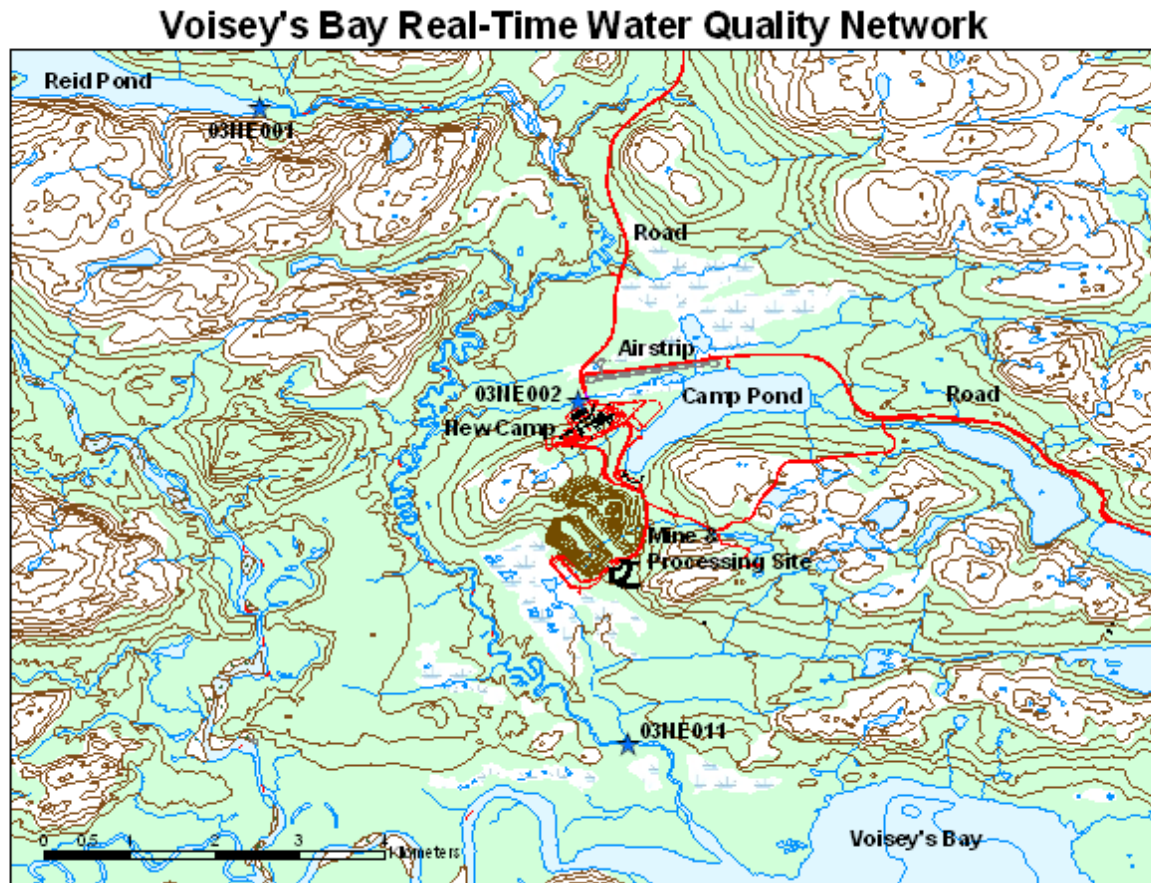 Voisey's Bay Real-Time Water Quality Network
Reid Pond
03NE001
Road
Airstrip
03NE002
Camp Pond
Road
New Camp
Mine &
Processing Site
03NE011
Voisey's Bay
0 0.5 1 2 3 4
Kilometers